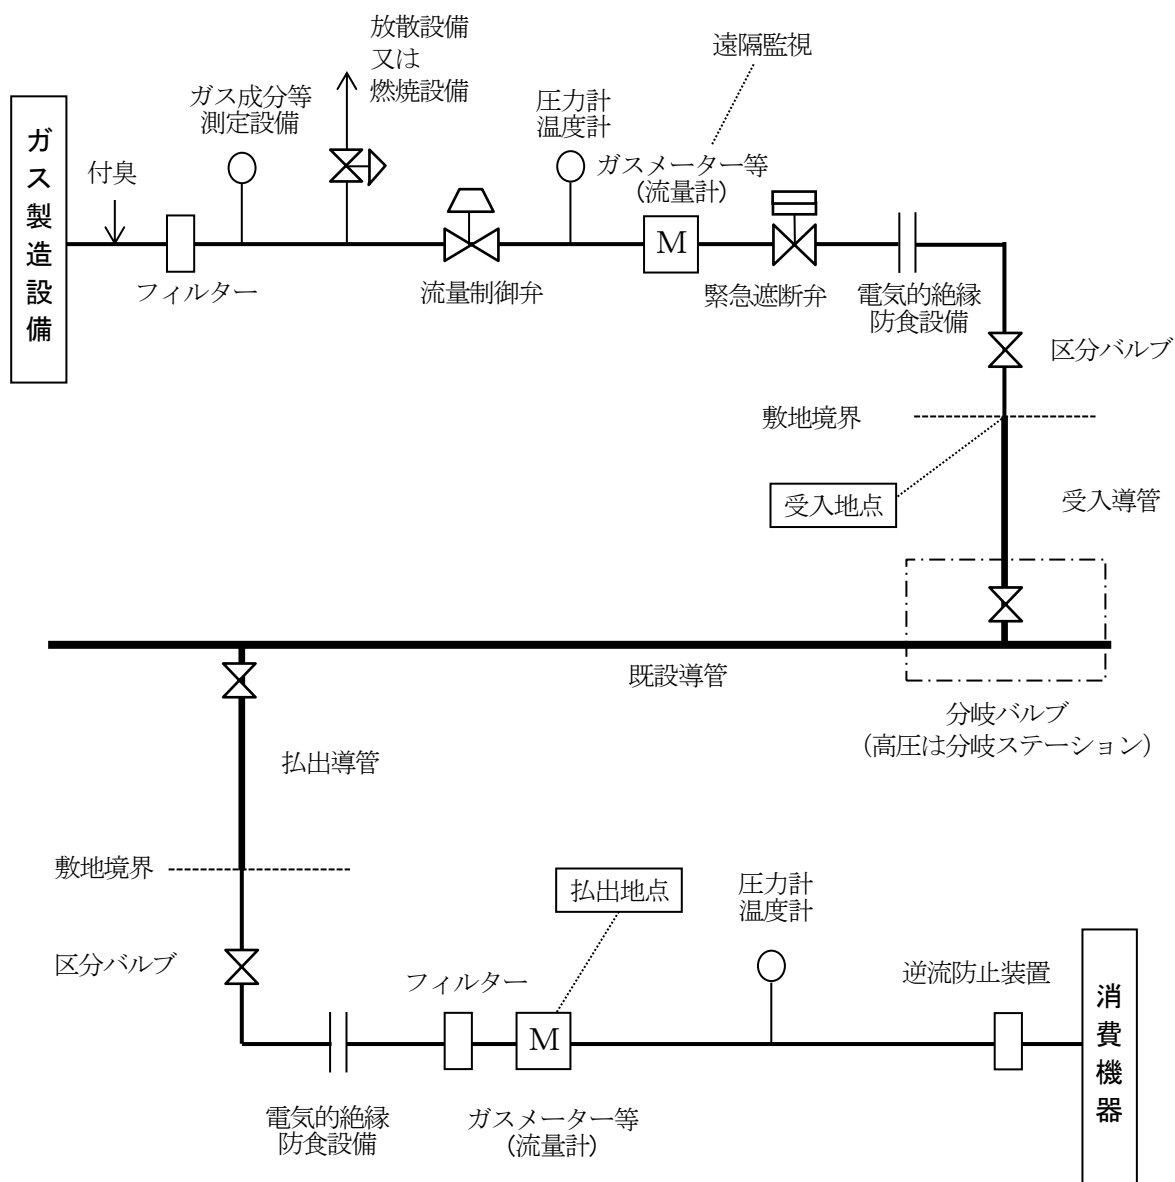 放散設備
又は
燃焼設備
遠隔監視
ガス成分等
測定設備
圧力計
温度計
ガス製造設備
付臭
ガスメーター等
(流量計)
M
フィルター
流量制御弁
緊急遮断弁
電気的絶縁
防食設備
区分バルブ
敷地境界
受入地点
受入導管
既設導管
分岐バルブ
(高圧は分岐ステーション)
払出導管
敷地境界
払出地点
圧力計
温度計
区分バルブ
フィルター
逆流防止装置
消費機器
M
電気的絶縁
防食設備
ガスメーター等
(流量計)